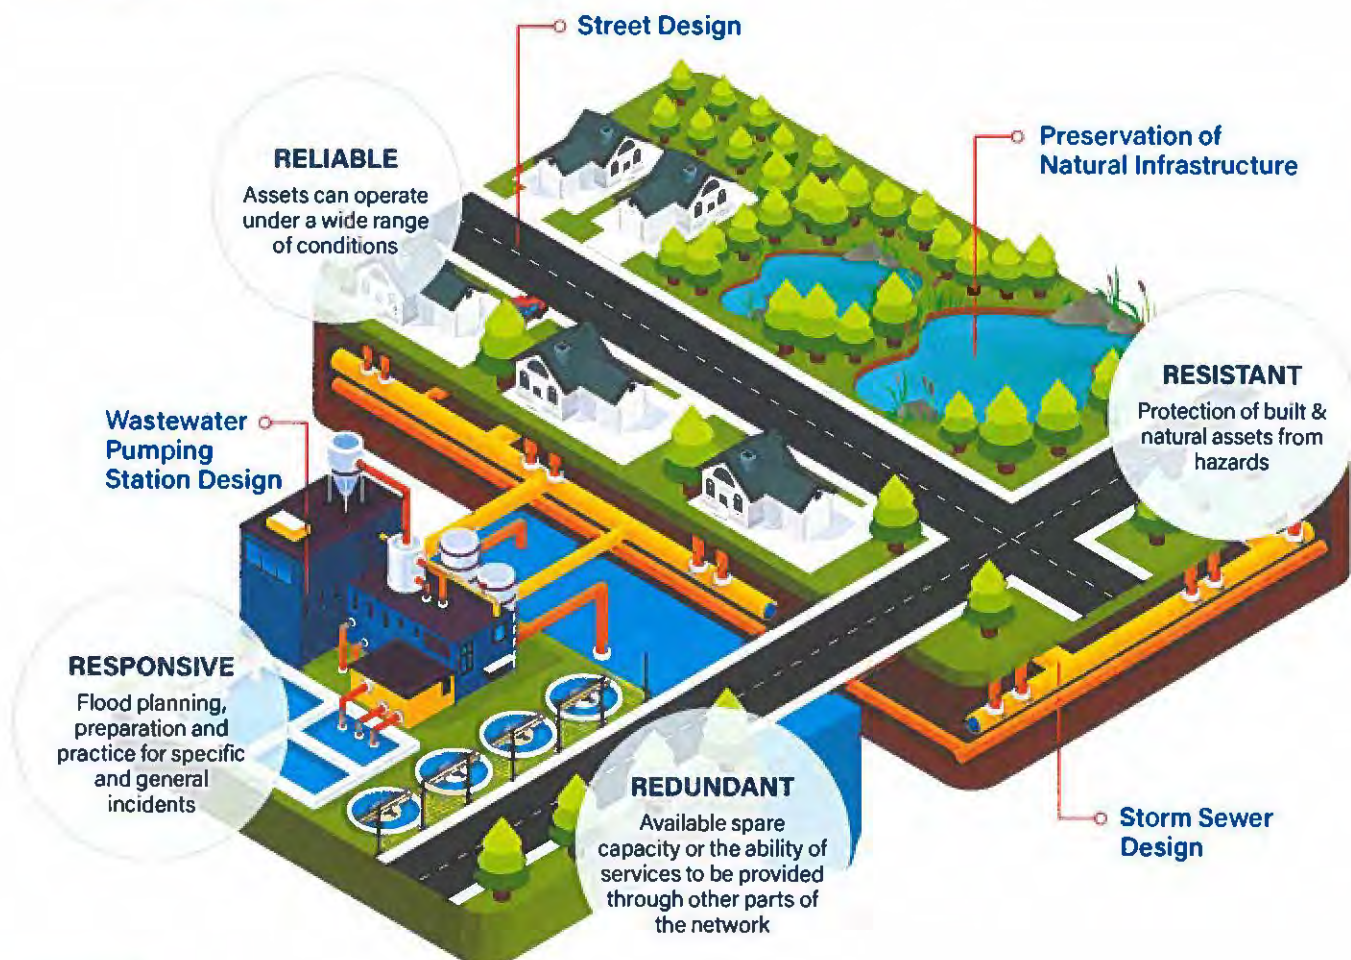 Street Design
RELIABLE
Assets can operate
under a wide range
of conditions
Preservation of
Natural Infrastructure
RESISTANT
Protection of built &
natural assets from
hazards
Wastewater
Pumping
Station Design
RESPONSIVE
Flood planning,
preparation and
practice for specific
and general
incidents
REDUNDANT
Available spare
capacity or the ability of
services to be provided
through other parts of
the network
Storm Sewer
Design